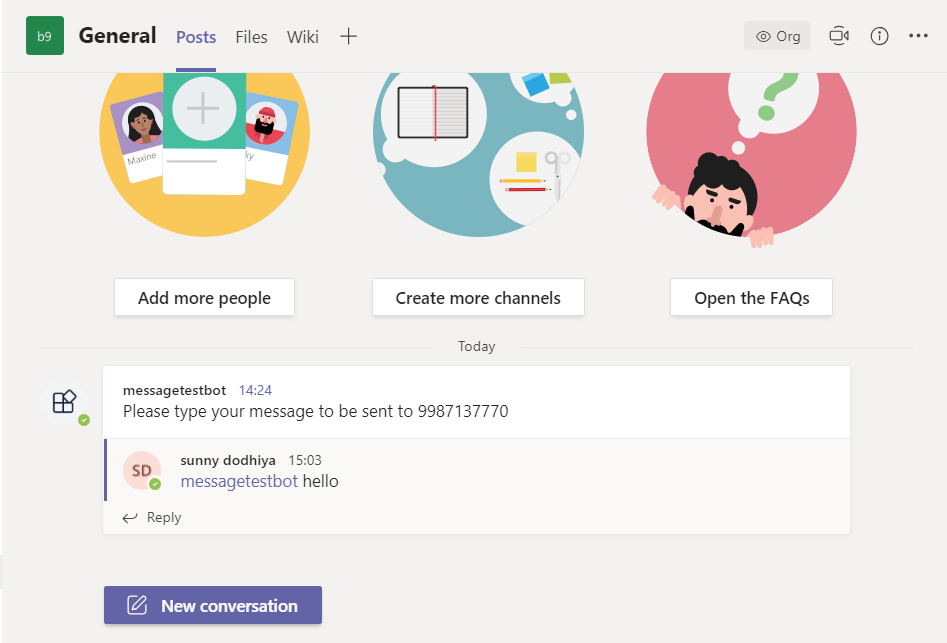 b9 General Posts Files Wiki Org
Maxine ky
Add more people Create more channels Open the FAQs
Today
messagetestbot 14:24
Please type your message to be sent to 9987137770
SD sunny dodhiya 15:03
messagetestbot hello
Reply
New conversation